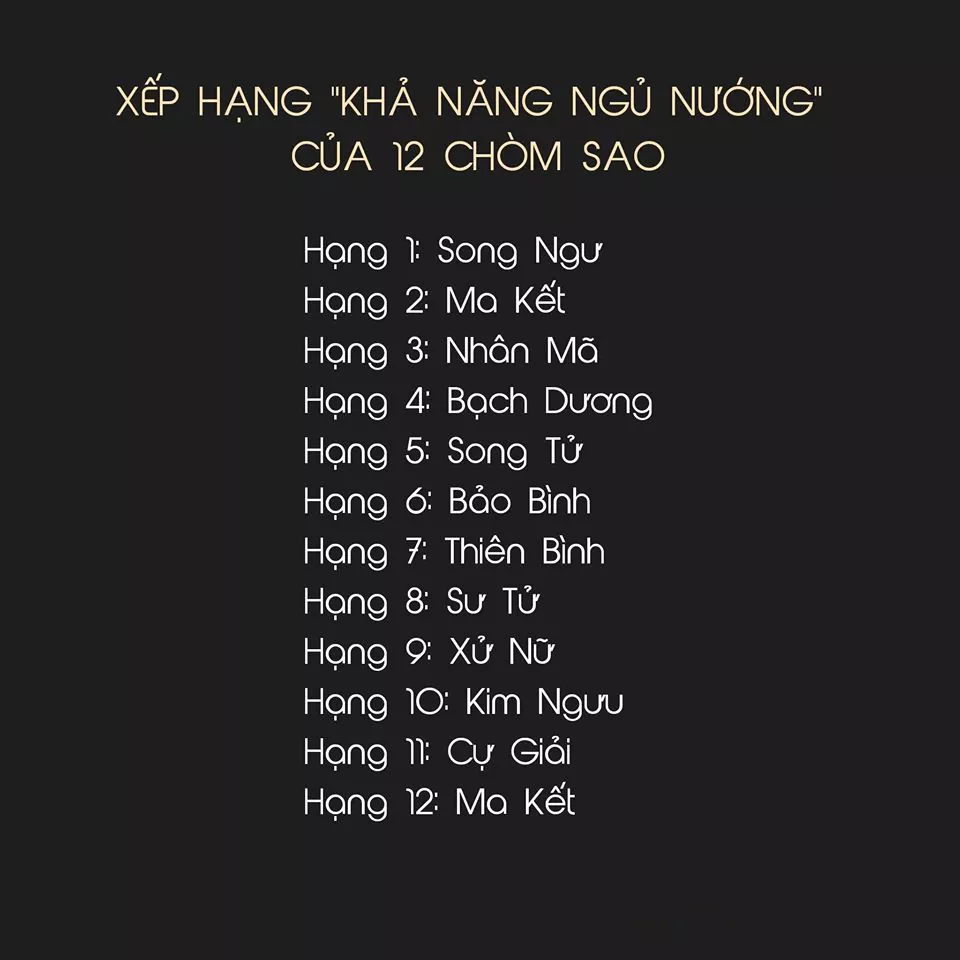 XẾP HẠNG "KHẢ NĂNG NGỦ NƯỚNG"
CỦA 12 CHÒM SAO
Hạng 1: Song Ngư
Hạng 2: Ma Kết
Hạng 3: Nhân Mã
Hạng 4: Bạch Dương
Hạng 5: Song Tử
Hạng 6: Bảo Bình
Hạng 7: Thiên Bình
Hạng 8: Sư Tử
Hạng 9: Xử Nữ
Hạng 10: Kim Ngưu
Hạng 11: Cự Giải
Hạng 12: Ma Kết